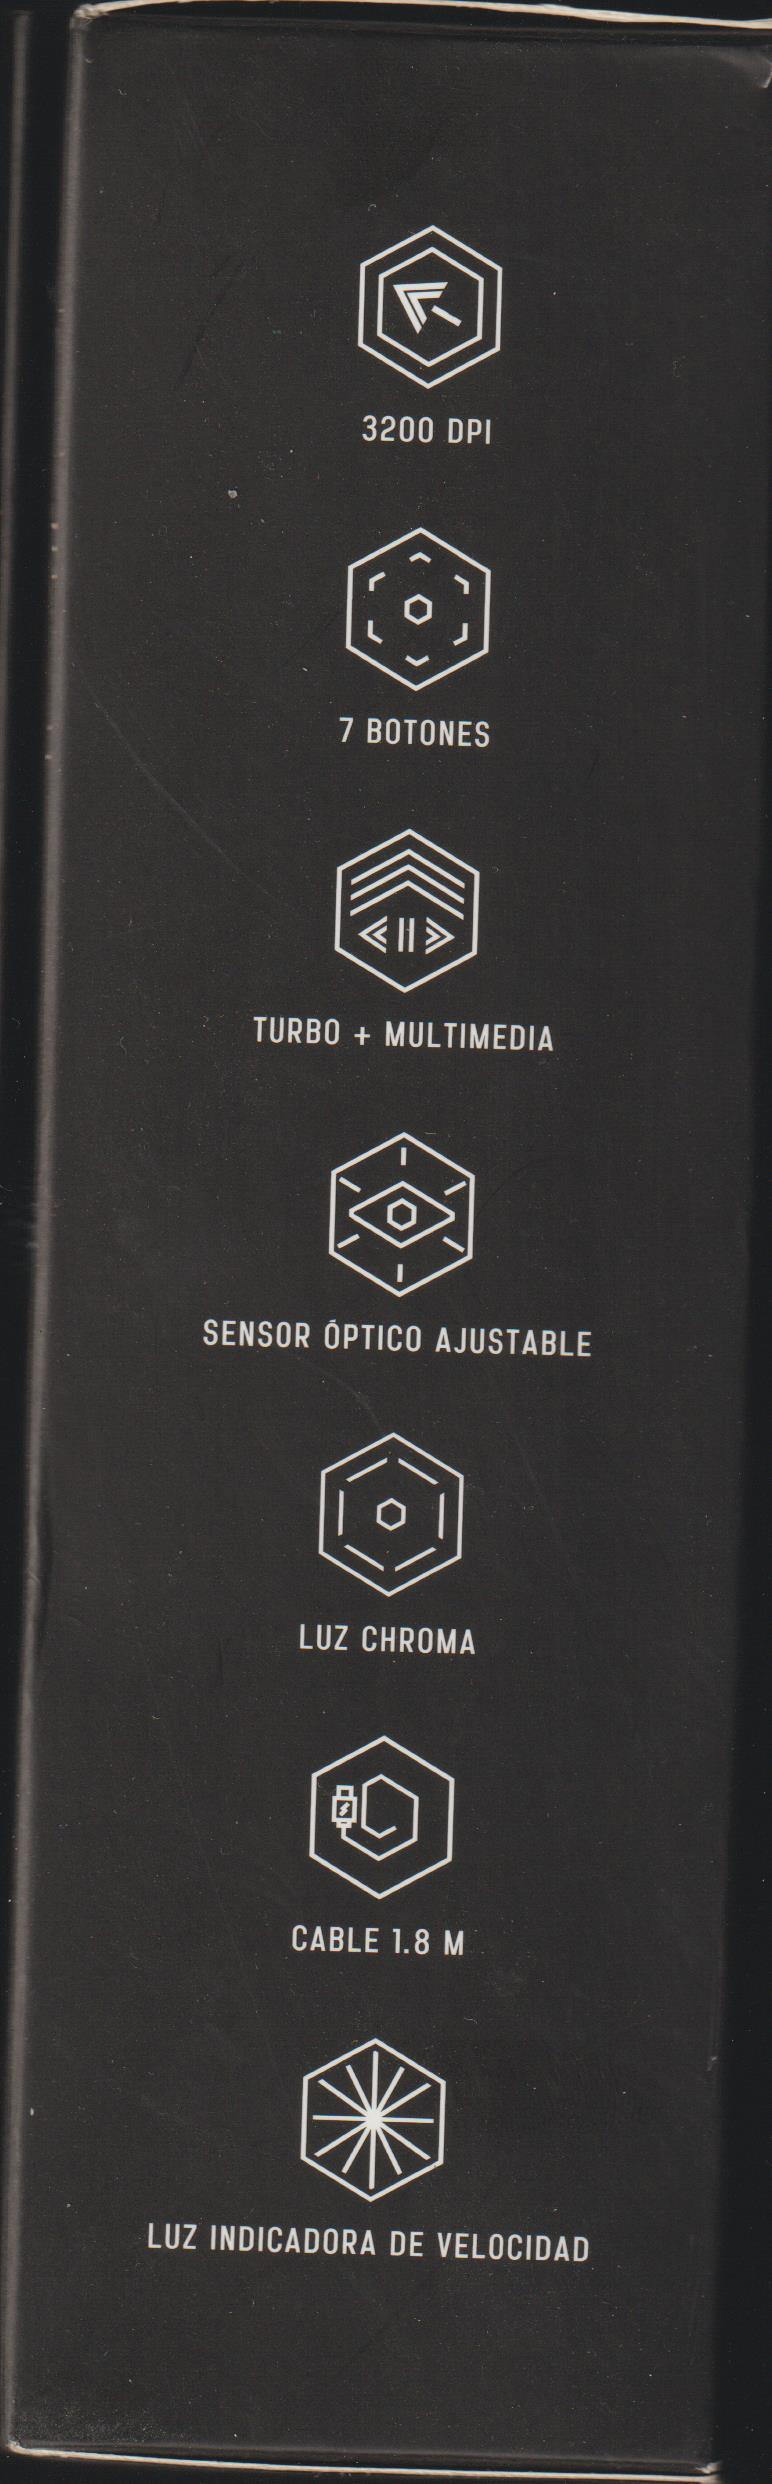 3200 DPI
7 BOTONES
TURBO + MULTIMEDIA
SENSOR ÓPTICO AJUSTABLE
LUZ CHROMA
CABLE 1.8 M
LUZ INDICADORA DE VELOCIDAD